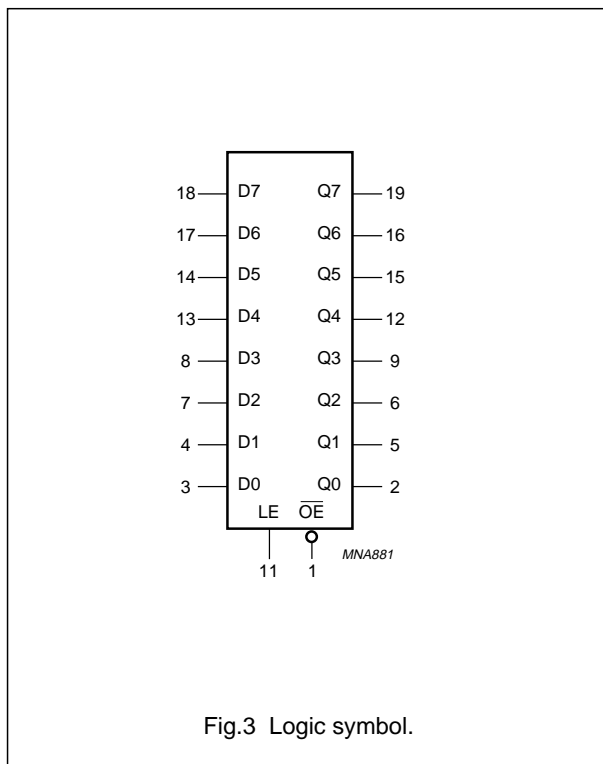 18 D7 Q7 19
17 D6 Q6 16
14 D5 Q5 15
13 D4 Q4 12
8 D3 Q3 9
7 D2 Q2 6
4 D1 Q1 5
3 D0 Q0 2
LE O̅E̅
MNA881
11 1
Fig.3 Logic symbol.